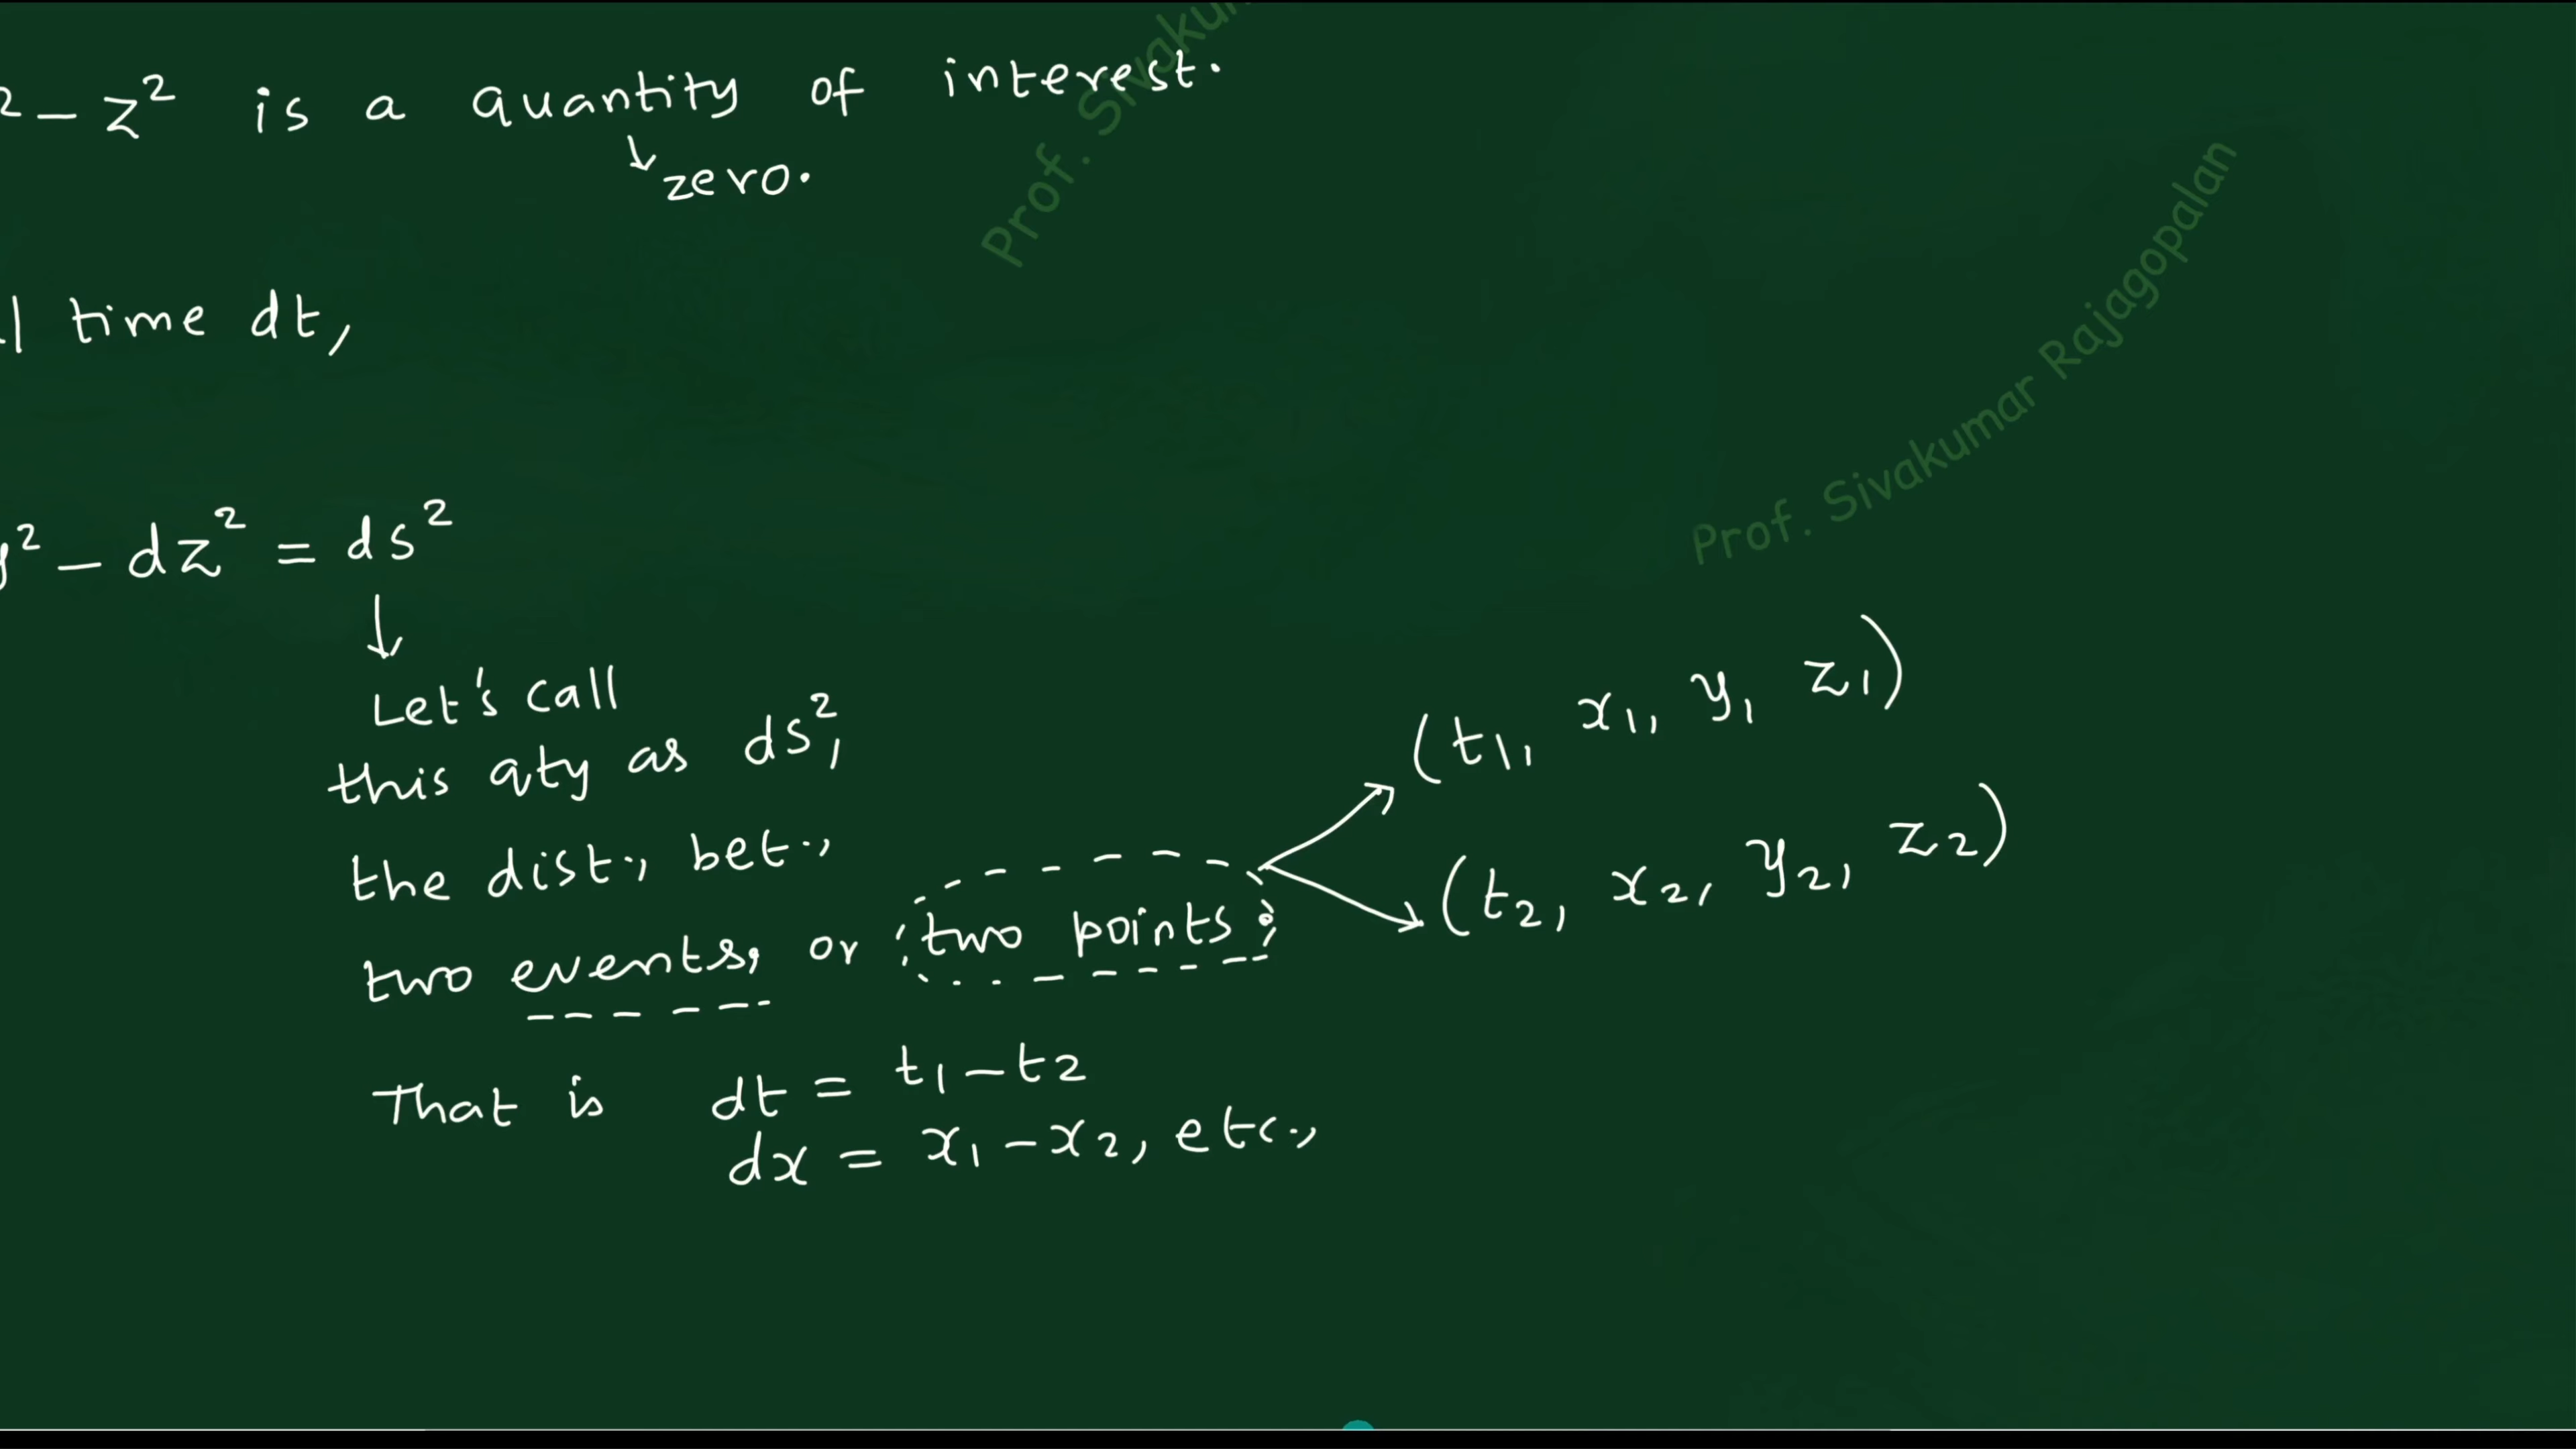 ² - z² is a quantity of interest.
↓ zero.
l time dt,
y² - dz² = ds²
↓
Let's call
this qty as ds²,
the dist., bet.,
two events, or two points.
(t1, x1, y1 z1)
(t2, x2, y2, z2)
That is dt = t1 - t2
dx = x1 - x2, etc.,
Prof. Sivakum
Prof. Sivakumar Rajagopalan